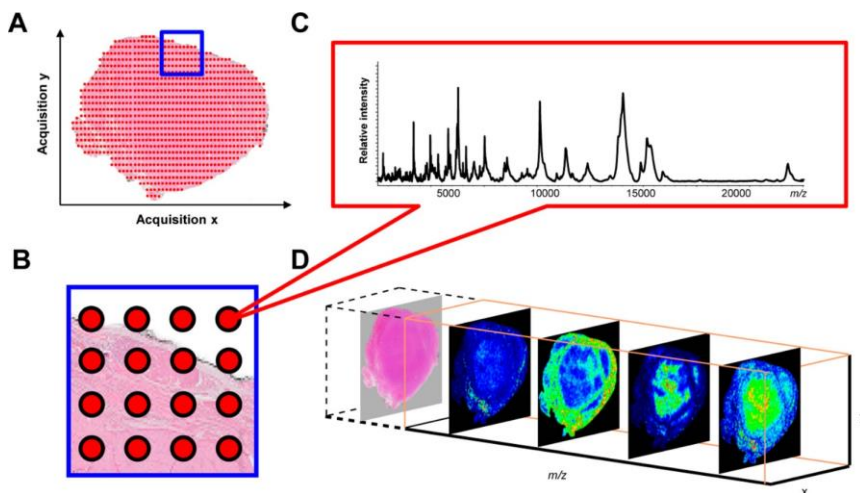 A
Acquisition y
Acquisition x
C
Relative intensity
5000 10000 15000 20000 m/z
B
D
m/z
x